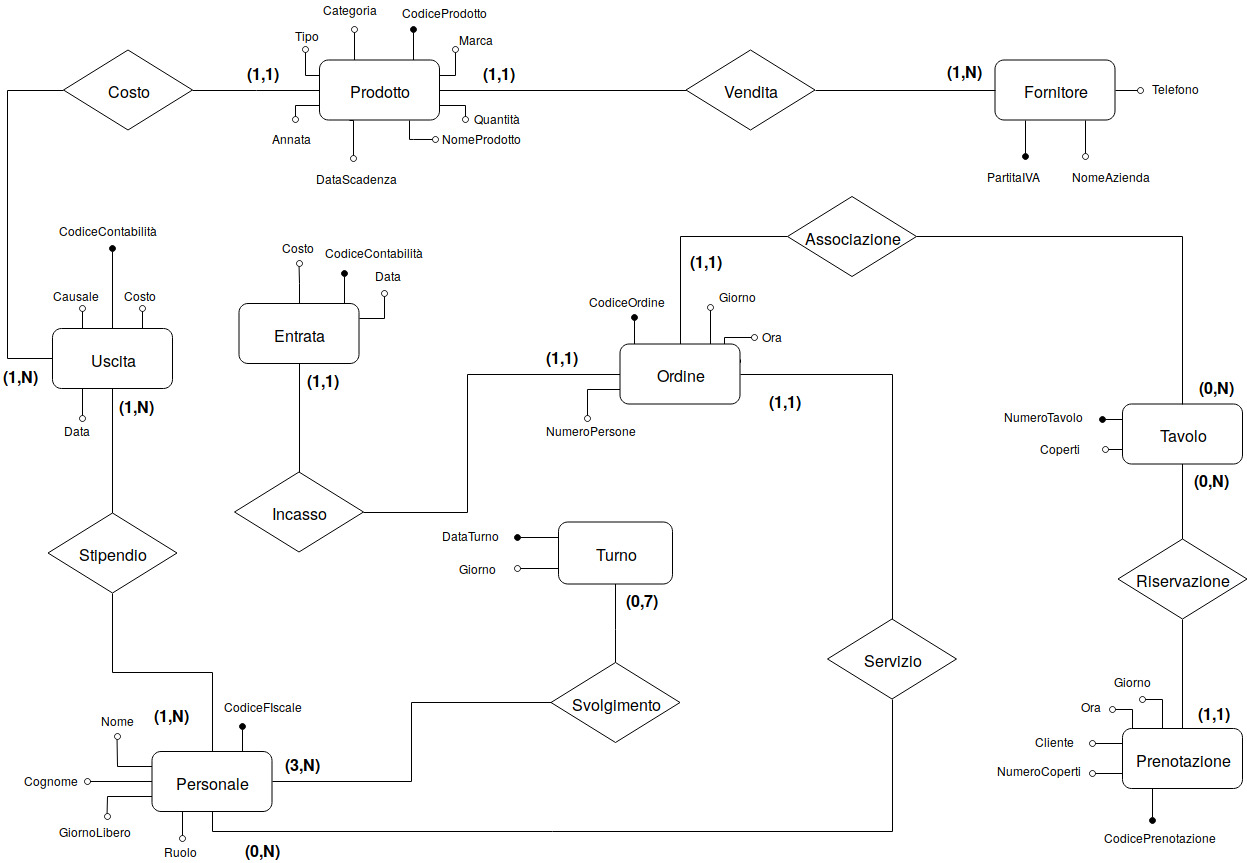 Categoria
CodiceProdotto
Tipo
Marca
(1,1)
(1,1)
(1,N)
Costo
Prodotto
Vendita
Fornitore
Telefono
Annata
Quantità
NomeProdotto
DataScadenza
PartitaIVA
NomeAzienda
CodiceContabilità
Costo
CodiceContabilità
Data
Associazione
(1,1)
Causale
Costo
CodiceOrdine
Giorno
Ora
Uscita
Entrata
Ordine
(1,N)
(1,N)
(1,1)
(1,1)
(1,1)
(0,N)
Data
NumeroPersone
NumeroTavolo
Coperti
Tavolo
(0,N)
Incasso
DataTurno
Giorno
Turno
Stipendio
(0,7)
Riservazione
Servizio
Svolgimento
Nome
(1,N)
CodiceFIscale
Giorno
Ora
(1,1)
Cliente
NumeroCoperti
Prenotazione
Cognome
Personale
(3,N)
GiornoLibero
Ruolo
(0,N)
CodicePrenotazione